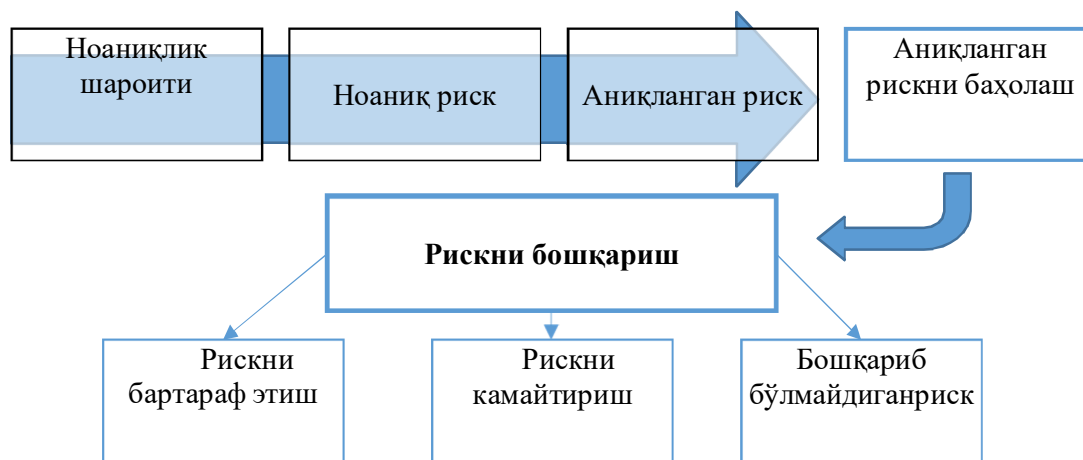 Ноаниқлик
шароити
Ноаниқ риск
Аниқланган риск
Аниқланган
рискни баҳолаш
Рискни бошқариш
Рискни
бартараф этиш
Рискни
камайтириш
Бошқариб
бўлмайдиганриск